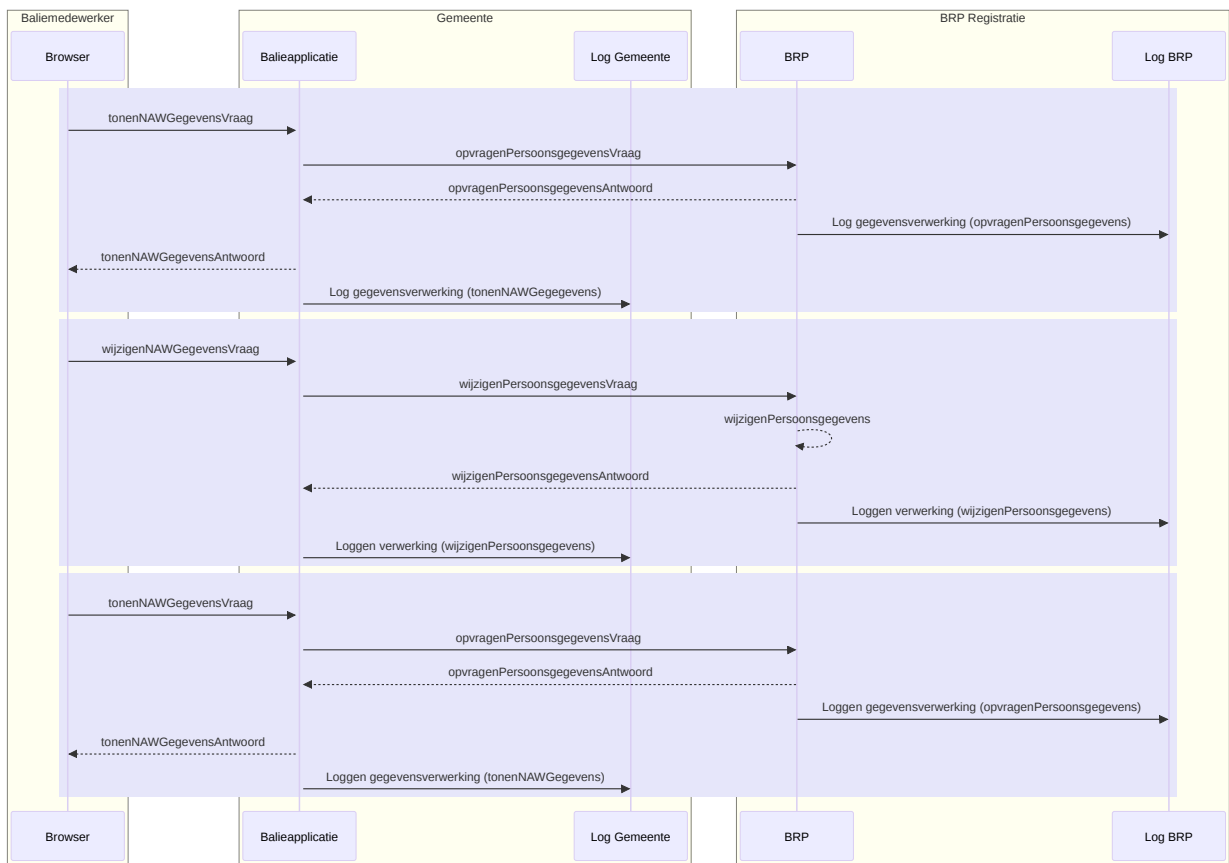 Baliemedewerker
Gemeente
BRP Registratie
Browser
Balieapplicatie
Log Gemeente
BRP
Log BRP
tonenNAWGegevensVraag
opvragenPersoonsgegevensVraag
opvragenPersoonsgegevensAntwoord
Log gegevensverwerking (opvragenPersoonsgegevens)
tonenNAWGegevensAntwoord
Log gegevensverwerking (tonenNAWGegegevens)
wijzigenNAWGegevensVraag
wijzigenPersoonsgegevensVraag
wijzigenPersoonsgegevens
wijzigenPersoonsgegevensAntwoord
Loggen verwerking (wijzigenPersoonsgegevens)
Loggen verwerking (wijzigenPersoonsgegevens)
tonenNAWGegevensVraag
opvragenPersoonsgegevensVraag
opvragenPersoonsgegevensAntwoord
Loggen gegevensverwerking (opvragenPersoonsgegevens)
tonenNAWGegevensAntwoord
Loggen gegevensverwerking (tonenNAWGegevens)
Browser
Balieapplicatie
Log Gemeente
BRP
Log BRP